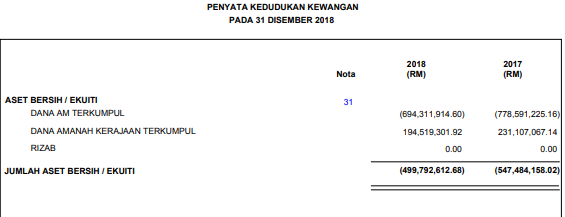 PENYATA KEDUDUKAN KEWANGAN
PADA 31 DISEMBER 2018
Nota 2018 (RM) 2017 (RM)
ASET BERSIH / EKUITI 31
DANA AM TERKUMPUL (694,311,914.60) (778,591,225.16)
DANA AMANAH KERAJAAN TERKUMPUL 194,519,301.92 231,107,067.14
RIZAB 0.00 0.00
JUMLAH ASET BERSIH / EKUITI (499,792,612.68) (547,484,158.02)